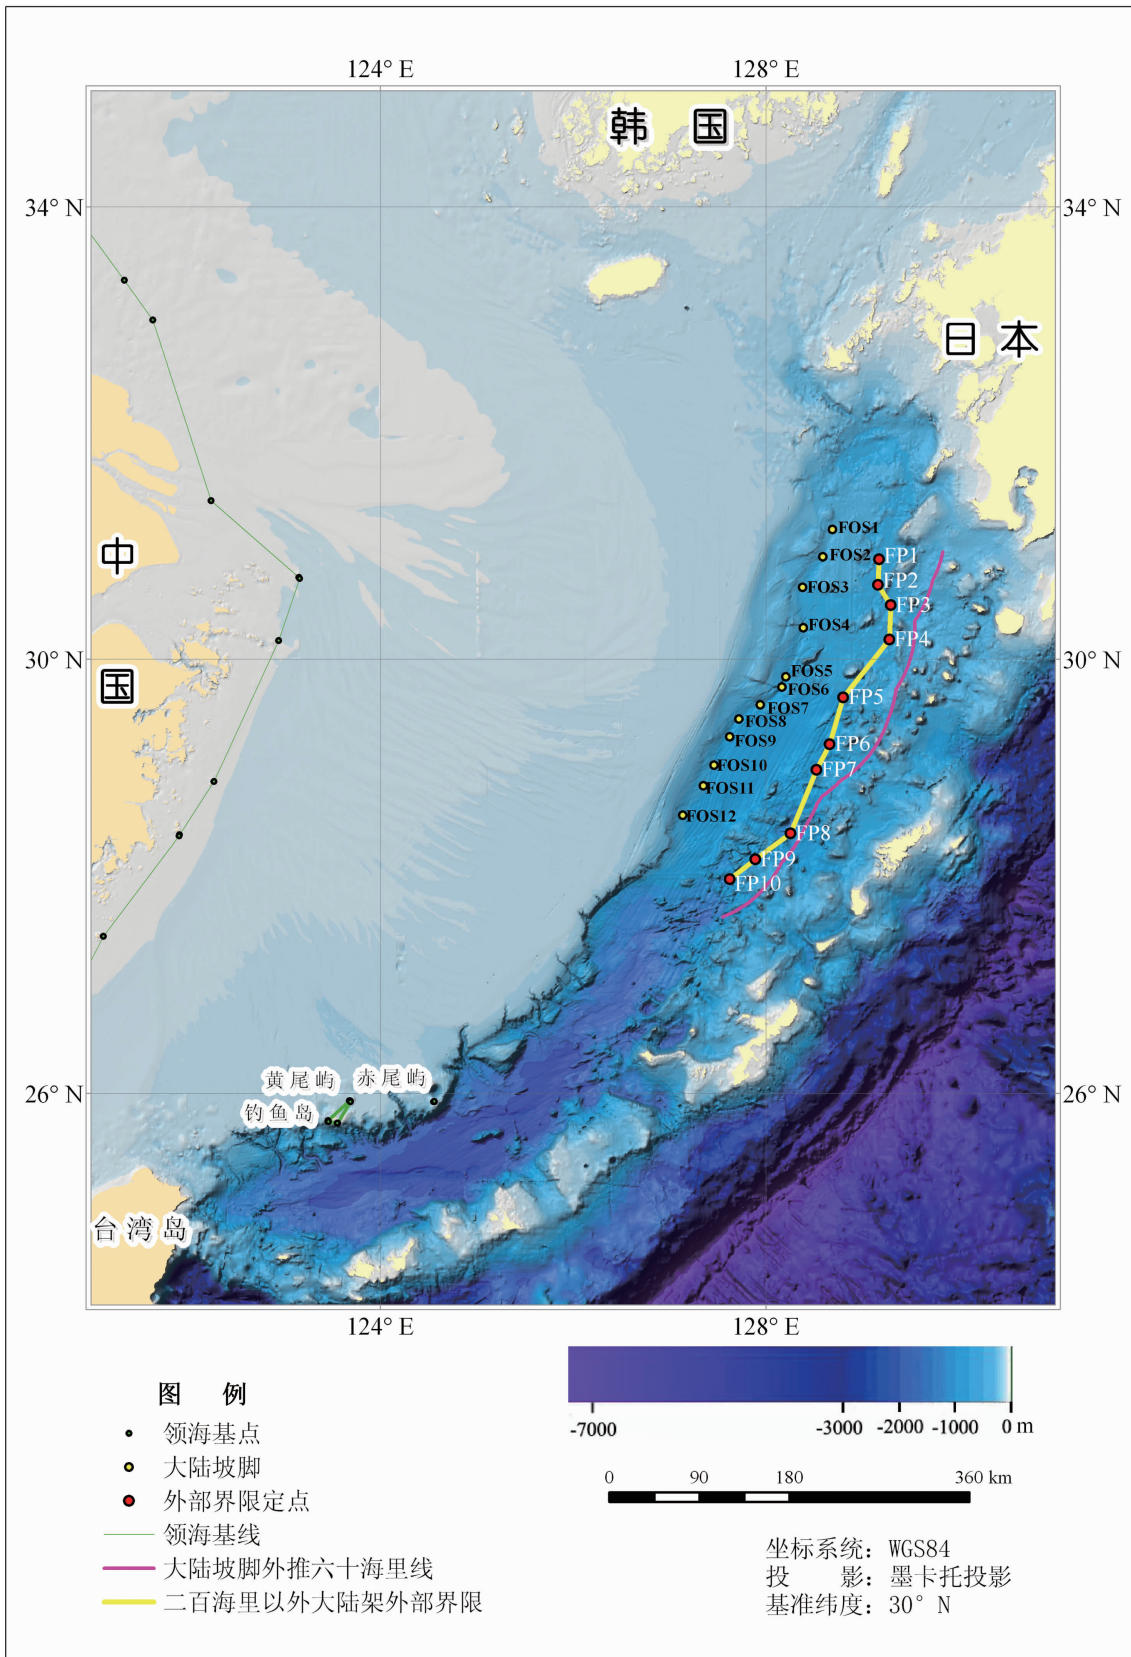 124° E 128° E
韩 国
34° N 34° N
日 本
中
国
FOS1
FOS2
FP1
FP2
FOS3
FP3
FOS4
FP4
30° N 30° N
FOS5
FOS6
FP5
FOS7
FOS8
FOS9
FP6
FOS10
FP7
FOS11
FOS12
FP8
FP9
FP10
黄尾屿 赤尾屿
26° N 26° N
钓鱼岛
台湾岛
124° E 128° E
图 例
领海基点
大陆坡脚
外部界限定点
领海基线
大陆坡脚外推六十海里线
二百海里以外大陆架外部界限
-7000 -3000 -2000 -1000 0 m
0 90 180 360 km
坐标系统：WGS84
投 影：墨卡托投影
基准纬度：30° N